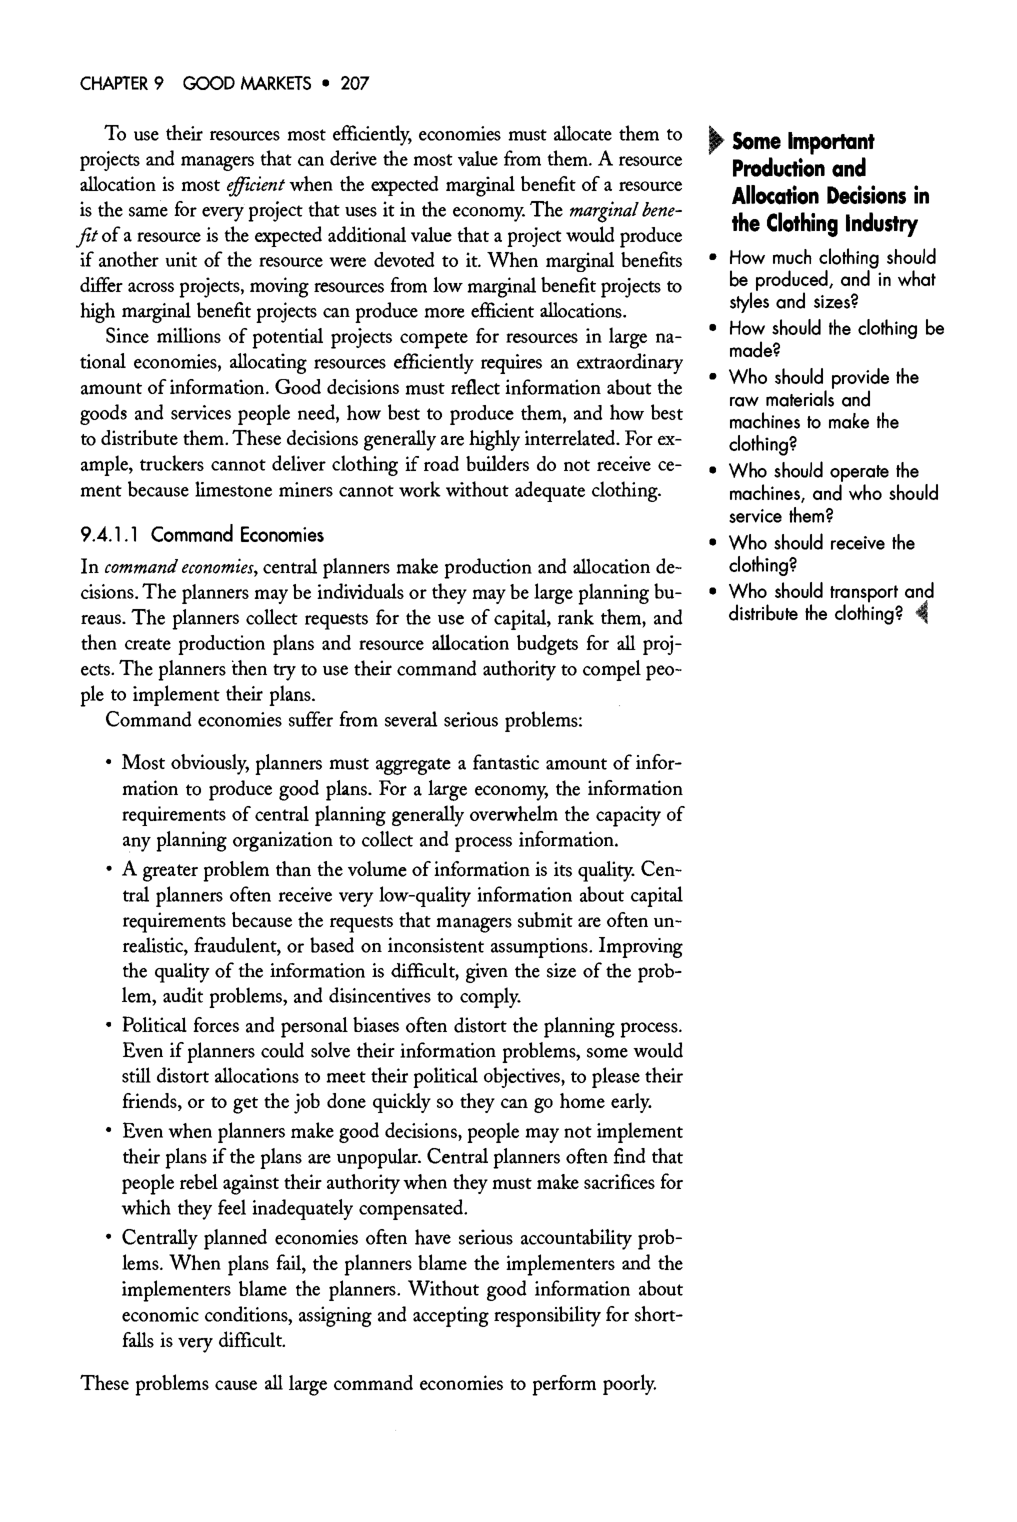 CHAPTER 9 GOOD MARKETS • 207
To use their resources most efficiently, economies must allocate them to
projects and managers that can derive the most value from them. A resource
allocation is most efficient when the expected marginal benefit of a resource
is the same for every project that uses it in the economy. The marginal bene-
fit of a resource is the expected additional value that a project would produce
if another unit of the resource were devoted to it. When marginal benefits
differ across projects, moving resources from low marginal benefit projects to
high marginal benefit projects can produce more efficient allocations.
Since millions of potential projects compete for resources in large na-
tional economies, allocating resources efficiently requires an extraordinary
amount of information. Good decisions must reflect information about the
goods and services people need, how best to produce them, and how best
to distribute them. These decisions generally are highly interrelated. For ex-
ample, truckers cannot deliver clothing if road builders do not receive ce-
ment because limestone miners cannot work without adequate clothing.
9.4.1.1 Command Economies
In command economies, central planners make production and allocation de-
cisions. The planners may be individuals or they may be large planning bu-
reaus. The planners collect requests for the use of capital, rank them, and
then create production plans and resource allocation budgets for all proj-
ects. The planners then try to use their command authority to compel peo-
ple to implement their plans.
Command economies suffer from several serious problems:
• Most obviously, planners must aggregate a fantastic amount of infor-
mation to produce good plans. For a large economy, the information
requirements of central planning generally overwhelm the capacity of
any planning organization to collect and process information.
• A greater problem than the volume of information is its quality. Cen-
tral planners often receive very low-quality information about capital
requirements because the requests that managers submit are often un-
realistic, fraudulent, or based on inconsistent assumptions. Improving
the quality of the information is difficult, given the size of the prob-
lem, audit problems, and disincentives to comply.
• Political forces and personal biases often distort the planning process.
Even if planners could solve their information problems, some would
still distort allocations to meet their political objectives, to please their
friends, or to get the job done quickly so they can go home early.
• Even when planners make good decisions, people may not implement
their plans if the plans are unpopular. Central planners often find that
people rebel against their authority when they must make sacrifices for
which they feel inadequately compensated.
• Centrally planned economies often have serious accountability prob-
lems. When plans fail, the planners blame the implementers and the
implementers blame the planners. Without good information about
economic conditions, assigning and accepting responsibility for short-
falls is very difficult.
These problems cause all large command economies to perform poorly.
Some Important
Production and
Allocation Decisions in
the Clothing Industry
• How much clothing should
be produced, and in what
styles and sizes?
• How should the clothing be
made?
• Who should provide the
raw materials and
machines to make the
clothing?
• Who should operate the
machines, and who should
service them?
• Who should receive the
clothing?
• Who should transport and
distribute the clothing?